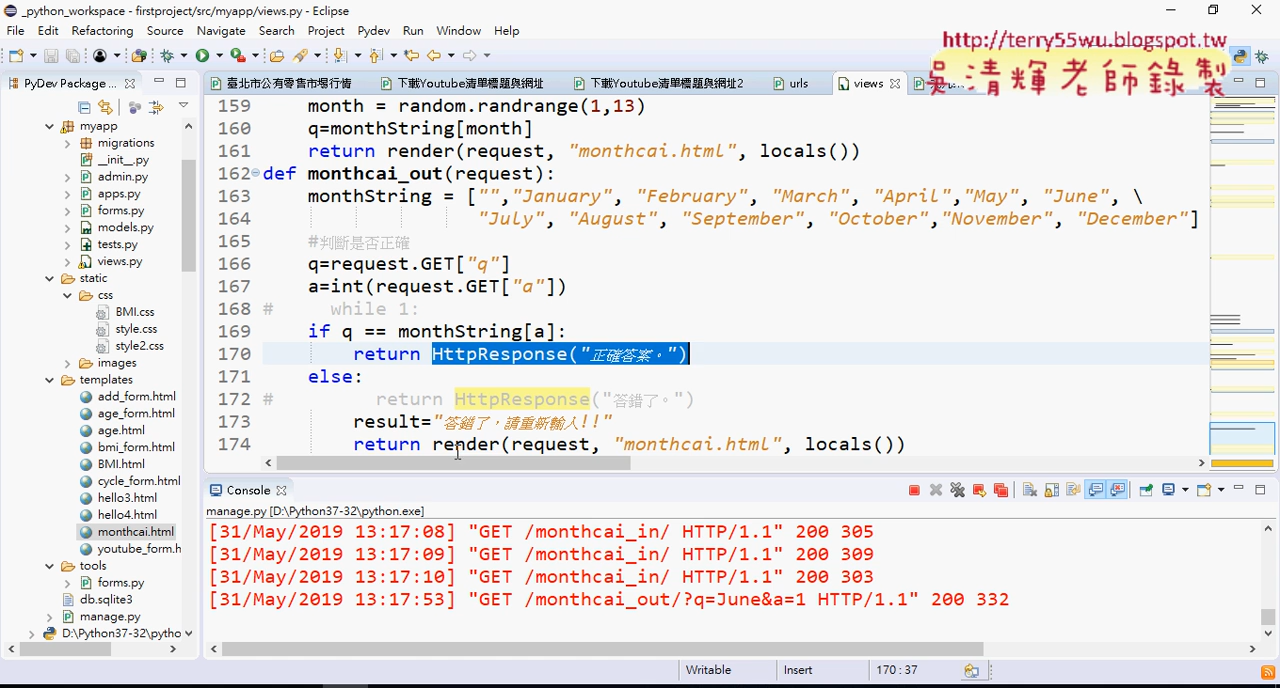 _python_workspace - firstproject/src/myapp/views.py - Eclipse
File Edit Refactoring Source Navigate Search Project Pydev Run Window Help
http://terry55wu.blogspot.tw
吳清輝老師錄製
PyDev Package...
臺北市公有零售市場行情
下載Youtube清單標題與網址
下載Youtube清單標題與網址2
urls
views
myapp
migrations
__init__.py
admin.py
apps.py
forms.py
models.py
tests.py
views.py
static
css
BMI.css
style.css
style2.css
images
templates
add_form.html
age_form.html
age.html
bmi_form.html
BMI.html
cycle_form.html
hello3.html
hello4.html
monthcai.html
youtube_form.h
tools
forms.py
db.sqlite3
manage.py
D:\Python37-32\pytho
159 month = random.randrange(1,13)
160 q=monthString[month]
161 return render(request, "monthcai.html", locals())
162 def monthcai_out(request):
163 monthString = ["","January", "February", "March", "April","May", "June", \
164 "July", "August", "September", "October","November", "December"]
165 #判斷是否正確
166 q=request.GET["q"]
167 a=int(request.GET["a"])
168 # while 1:
169 if q == monthString[a]:
170 return HttpResponse("正確答案。")
171 else:
172 # return HttpResponse("答錯了。")
173 result="答錯了，請重新輸入!!"
174 return render(request, "monthcai.html", locals())
Console
manage.py [D:\Python37-32\python.exe]
[31/May/2019 13:17:08] "GET /monthcai_in/ HTTP/1.1" 200 305
[31/May/2019 13:17:09] "GET /monthcai_in/ HTTP/1.1" 200 309
[31/May/2019 13:17:10] "GET /monthcai_in/ HTTP/1.1" 200 303
[31/May/2019 13:17:53] "GET /monthcai_out/?q=June&a=1 HTTP/1.1" 200 332
Writable Insert 170 : 37